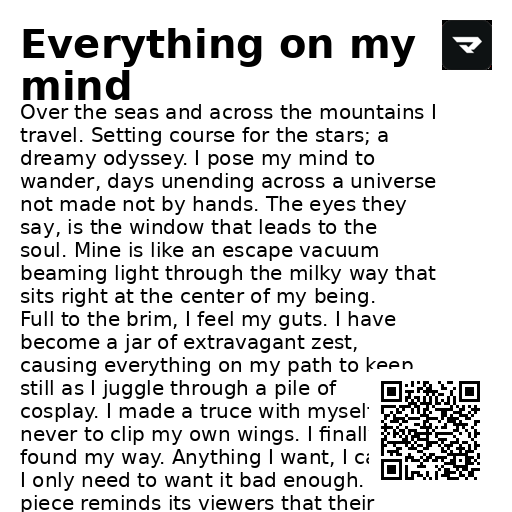 Everything on my
mind
Over the seas and across the mountains I
travel. Setting course for the stars; a
dreamy odyssey. I pose my mind to
wander, days unending across a universe
not made not by hands. The eyes they
say, is the window that leads to the
soul. Mine is like an escape vacuum
beaming light through the milky way that
sits right at the center of my being.
Full to the brim, I feel my guts. I have
become a jar of extravagant zest,
causing everything on my path to keep
still as I juggle through a pile of
cosplay. I made a truce with myself
never to clip my own wings. I finall
found my way. Anything I want, I ca
I only need to want it bad enough.
piece reminds its viewers that their